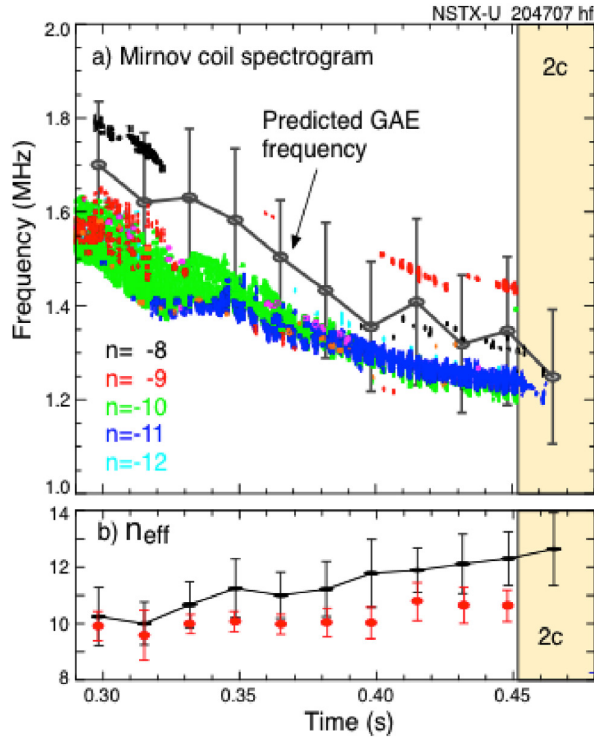 NSTX-U 204707 hf
2.0
a) Mirnov coil spectrogram
2c
1.8
Predicted GAE
frequency
Frequency (MHz)
1.6
1.4
n= -8
n= -9
1.2
n=-10
n=-11
n=-12
1.0
14
b) neff
12
10
2c
8
0.30
0.35
0.40
0.45
Time (s)